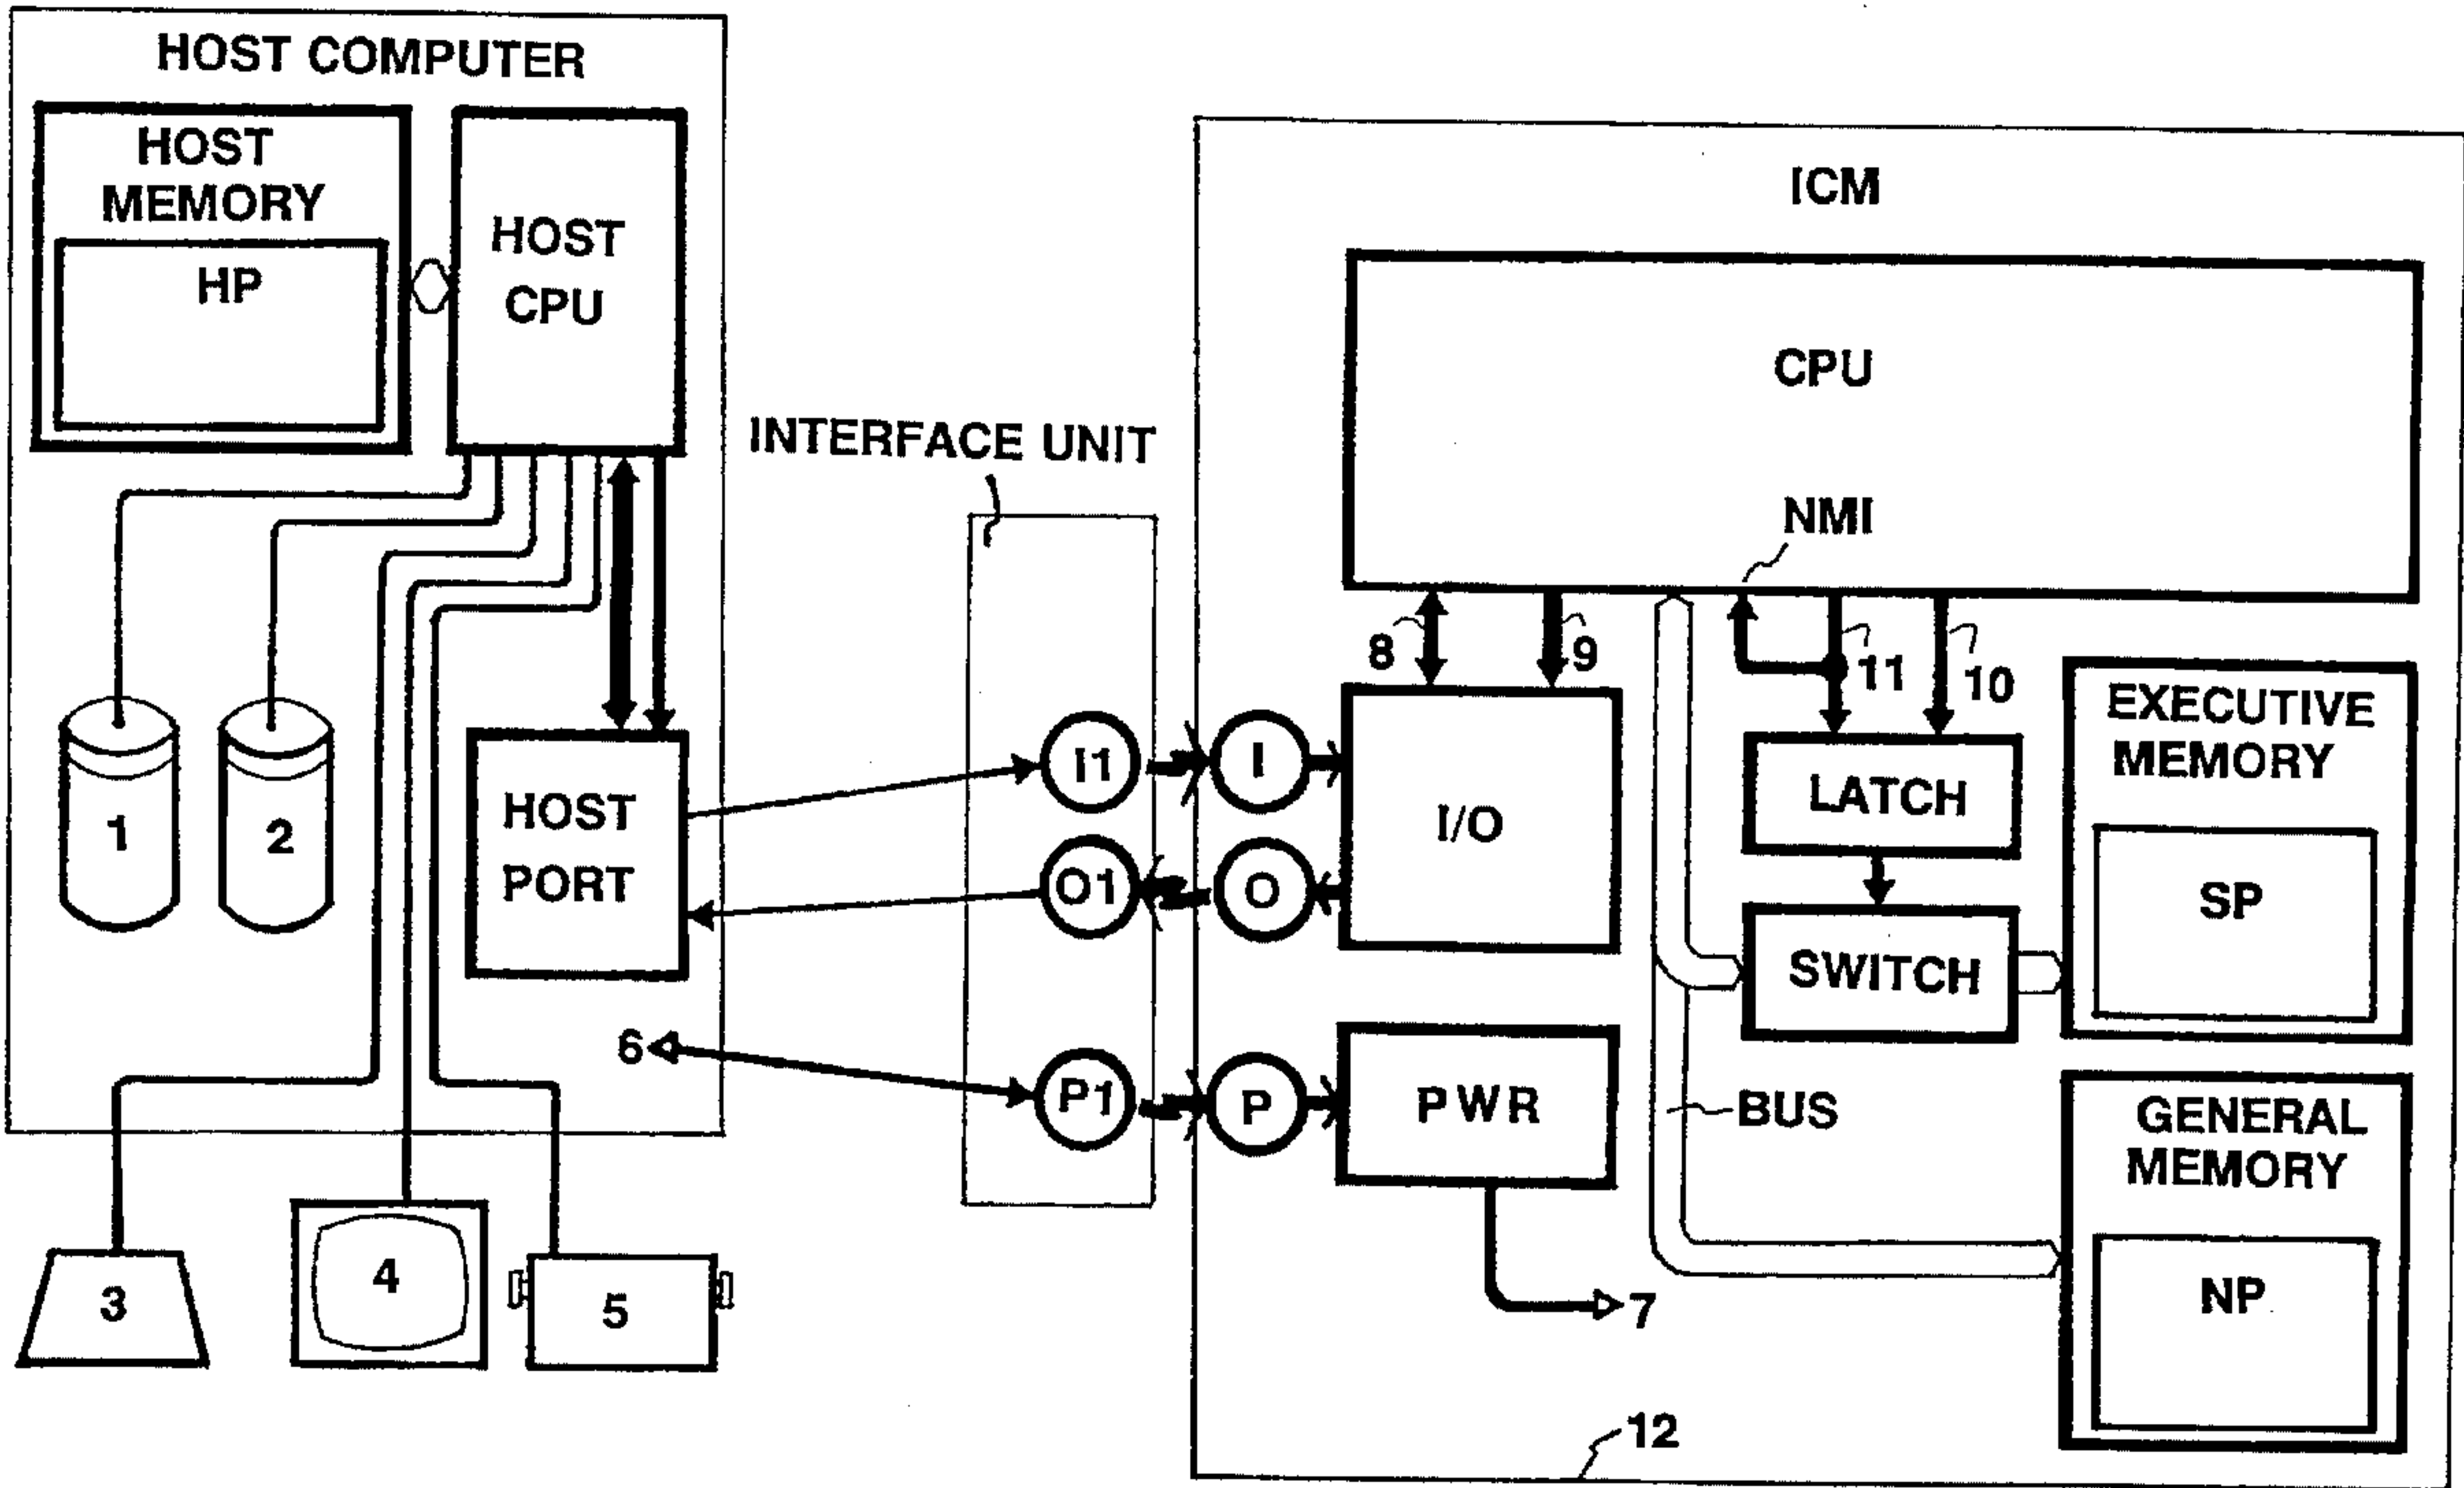 HOST COMPUTER
HOST
MEMORY
HP
HOST
CPU
1
2
HOST
PORT
6
3
4
5
INTERFACE UNIT
I1
O1
P1
ICM
CPU
NMI
8
9
11
10
I
O
P
I/O
PWR
7
LATCH
SWITCH
BUS
EXECUTIVE
MEMORY
SP
GENERAL
MEMORY
NP
12